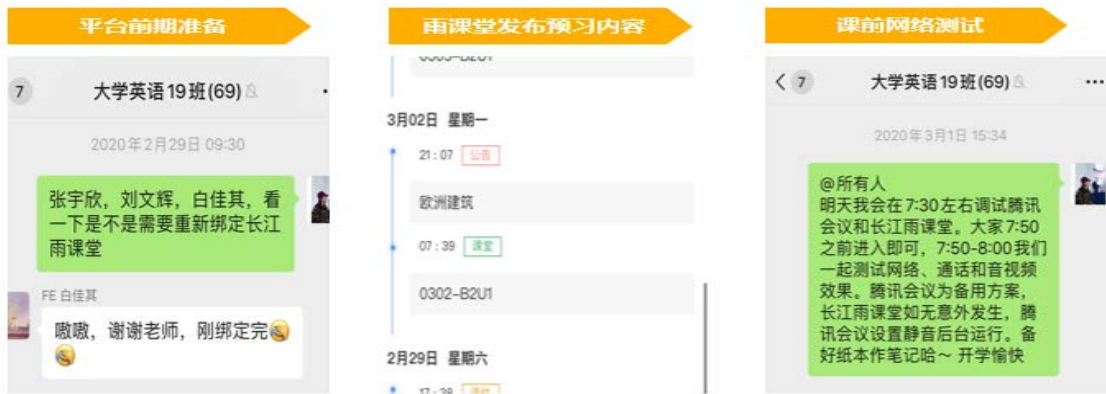 平台前期准备
7
大学英语19班(69)
2020年2月29日 09:30
张宇欣，刘文辉，白佳其，看
一下是不是需要重新绑定长江
雨课堂
FE 白佳其
嗷嗷，谢谢老师，刚绑定完
雨课堂发布预习内容
0305-B2U1
3月02日 星期一
21:07 公告
欧洲建筑
07:39 课堂
0302-B2U1
2月29日 星期六
17:38 课件
课前网络测试
7
大学英语19班(69)
2020年3月1日 15:34
@所有人
明天我会在7:30左右调试腾讯
会议和长江雨课堂。大家7:50
之前进入即可，7:50-8:00我们
一起测试网络、通话和音视频
效果。腾讯会议为备用方案，
长江雨课堂如无意外发生，腾
讯会议设置静音后台运行。备
好纸本作笔记哈～ 开学愉快